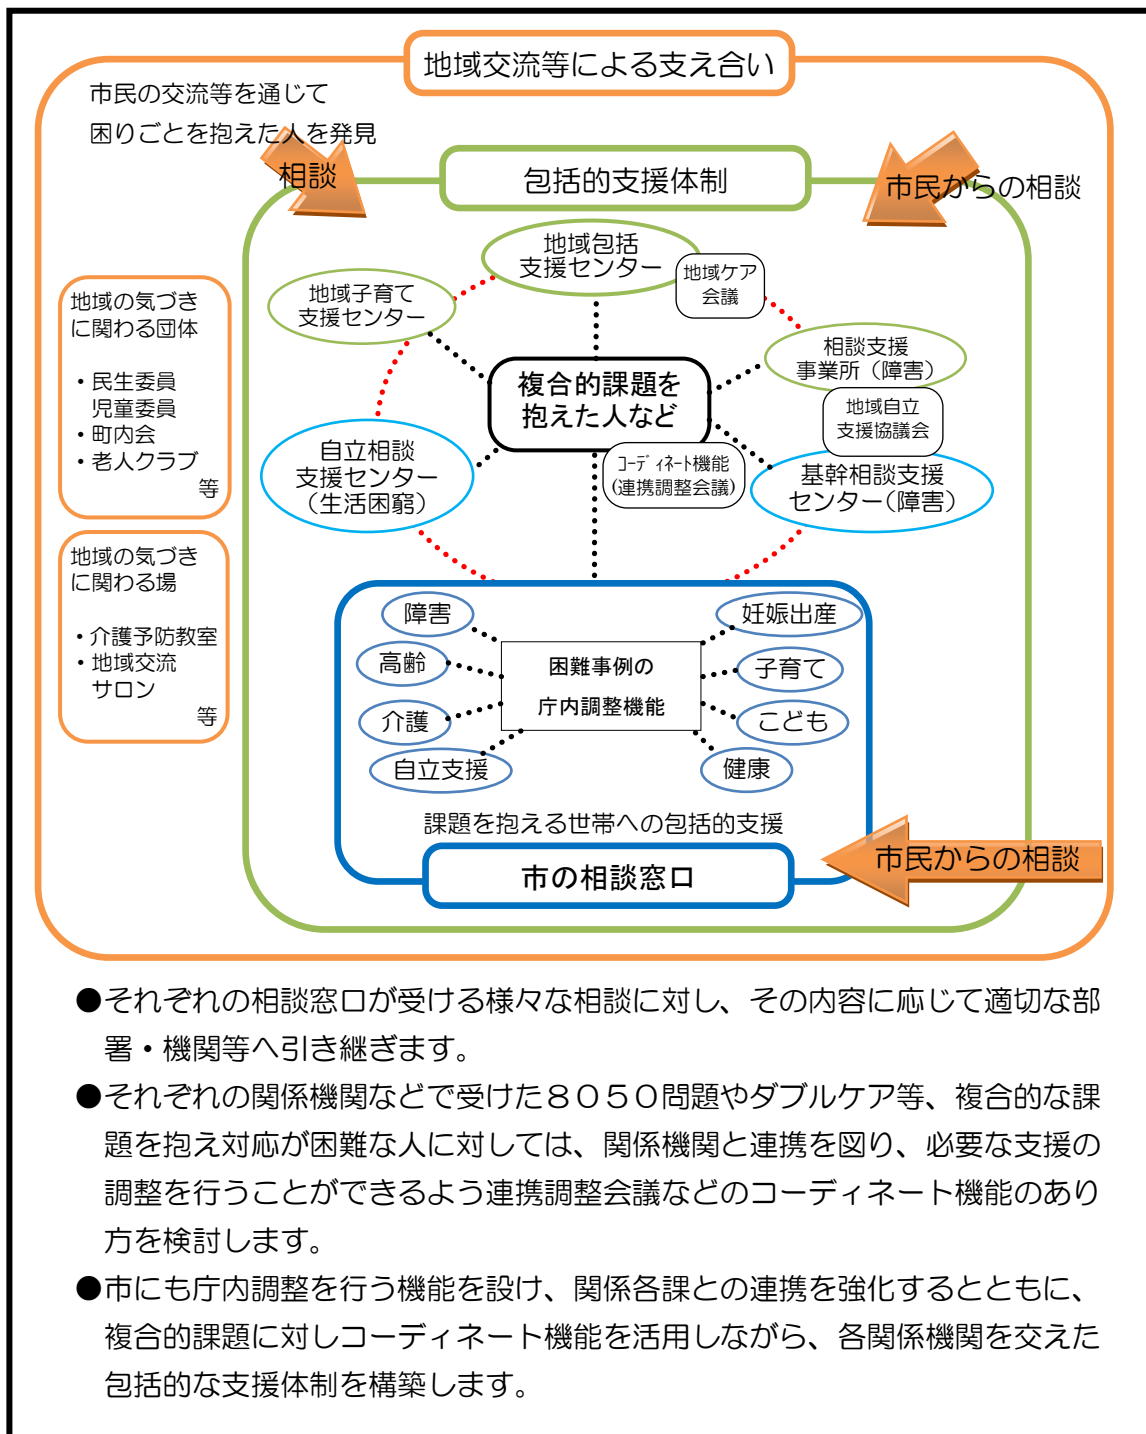 地域交流等による支え合い
市民の交流等を通じて
困りごとを抱えた人を発見
相談
包括的支援体制
市民からの相談
地域包括
支援センター
地域ケア
会議
地域子育て
支援センター
相談支援
事業所（障害）
地域自立
支援協議会
複合的課題を
抱えた人など
コーディネート機能
(連携調整会議)
自立相談
支援センター
（生活困窮）
基幹相談支援
センター(障害）
地域の気づき
に関わる団体
・民生委員
児童委員
・町内会
・老人クラブ
等
地域の気づき
に関わる場
・介護予防教室
・地域交流
サロン
等
障害
高齢
介護
自立支援
困難事例の
庁内調整機能
妊娠出産
子育て
こども
健康
課題を抱える世帯への包括的支援
市の相談窓口
市民からの相談
●それぞれの相談窓口が受ける様々な相談に対し、その内容に応じて適切な部
署・機関等へ引き継ぎます。
●それぞれの関係機関などで受けた８０５０問題やダブルケア等、複合的な課
題を抱え対応が困難な人に対しては、関係機関と連携を図り、必要な支援の
調整を行うことができるよう連携調整会議などのコーディネート機能のあり
方を検討します。
●市にも庁内調整を行う機能を設け、関係各課との連携を強化するとともに、
複合的課題に対しコーディネート機能を活用しながら、各関係機関を交えた
包括的な支援体制を構築します。